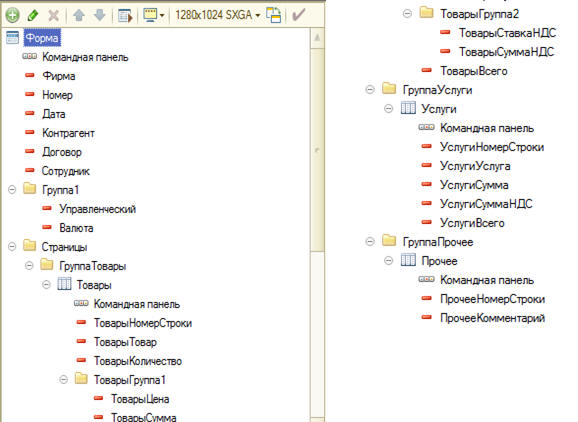 1280x1024 SXGA
Форма
Командная панель
Фирма
Номер
Дата
Контрагент
Договор
Сотрудник
Группа1
Управленческий
Валюта
Страницы
ГруппаТовары
Товары
Командная панель
ТоварыНомерСтроки
ТоварыТовар
ТоварыКоличество
ТоварыГруппа1
ТоварыЦена
ТоварыСумма
ТоварыГруппа2
ТоварыСтавкаНДС
ТоварыСуммаНДС
ТоварыВсего
ГруппаУслуги
Услуги
Командная панель
УслугиНомерСтроки
УслугиУслуга
УслугиСумма
УслугиСуммаНДС
УслугиВсего
ГруппаПрочее
Прочее
Командная панель
ПрочееНомерСтроки
ПрочееКомментарий